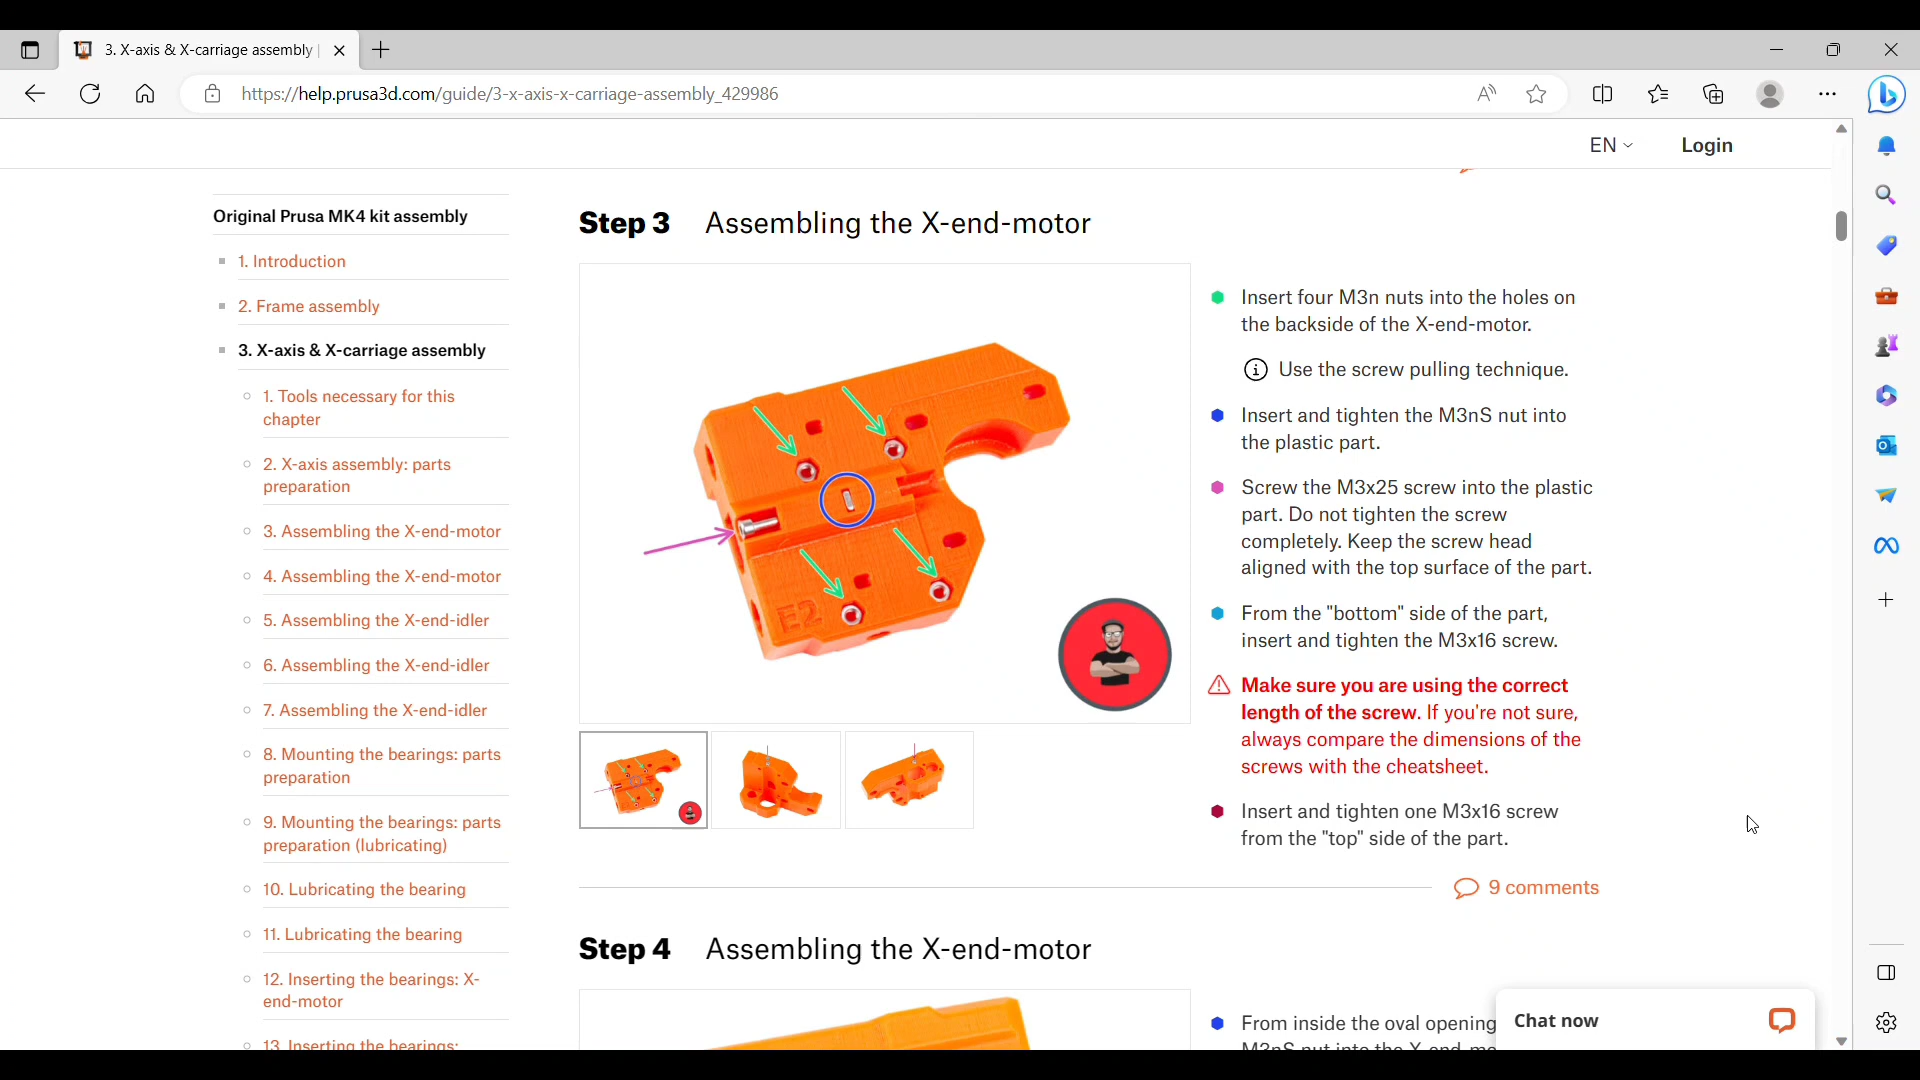 3. X-axis & X-carriage assembly |
https://help.prusa3d.com/guide/3-x-axis-x-carriage-assembly_429986
EN
Login
Original Prusa MK4 kit assembly
1. Introduction
2. Frame assembly
3. X-axis & X-carriage assembly
1. Tools necessary for this
chapter
2. X-axis assembly: parts
preparation
3. Assembling the X-end-motor
4. Assembling the X-end-motor
5. Assembling the X-end-idler
6. Assembling the X-end-idler
7. Assembling the X-end-idler
8. Mounting the bearings: parts
preparation
9. Mounting the bearings: parts
preparation (lubricating)
10. Lubricating the bearing
11. Lubricating the bearing
12. Inserting the bearings: X-
end-motor
13. Inserting the bearings:
Step 3 Assembling the X-end-motor
E2
Insert four M3n nuts into the holes on
the backside of the X-end-motor.
Use the screw pulling technique.
Insert and tighten the M3nS nut into
the plastic part.
Screw the M3x25 screw into the plastic
part. Do not tighten the screw
completely. Keep the screw head
aligned with the top surface of the part.
From the "bottom" side of the part,
insert and tighten the M3x16 screw.
Make sure you are using the correct
length of the screw. If you're not sure,
always compare the dimensions of the
screws with the cheatsheet.
Insert and tighten one M3x16 screw
from the "top" side of the part.
9 comments
Step 4 Assembling the X-end-motor
From inside the oval opening
M3nS nut into the X-end-mo
Chat now